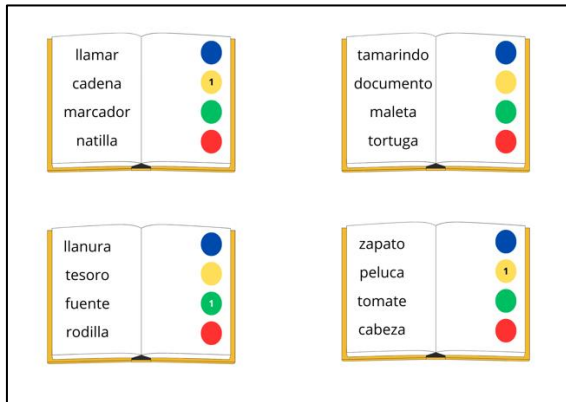 llamar
cadena 1
marcador
natilla
tamarindo
documento
maleta
tortuga
llanura
tesoro
fuente 1
rodilla
zapato
peluca 1
tomate
cabeza